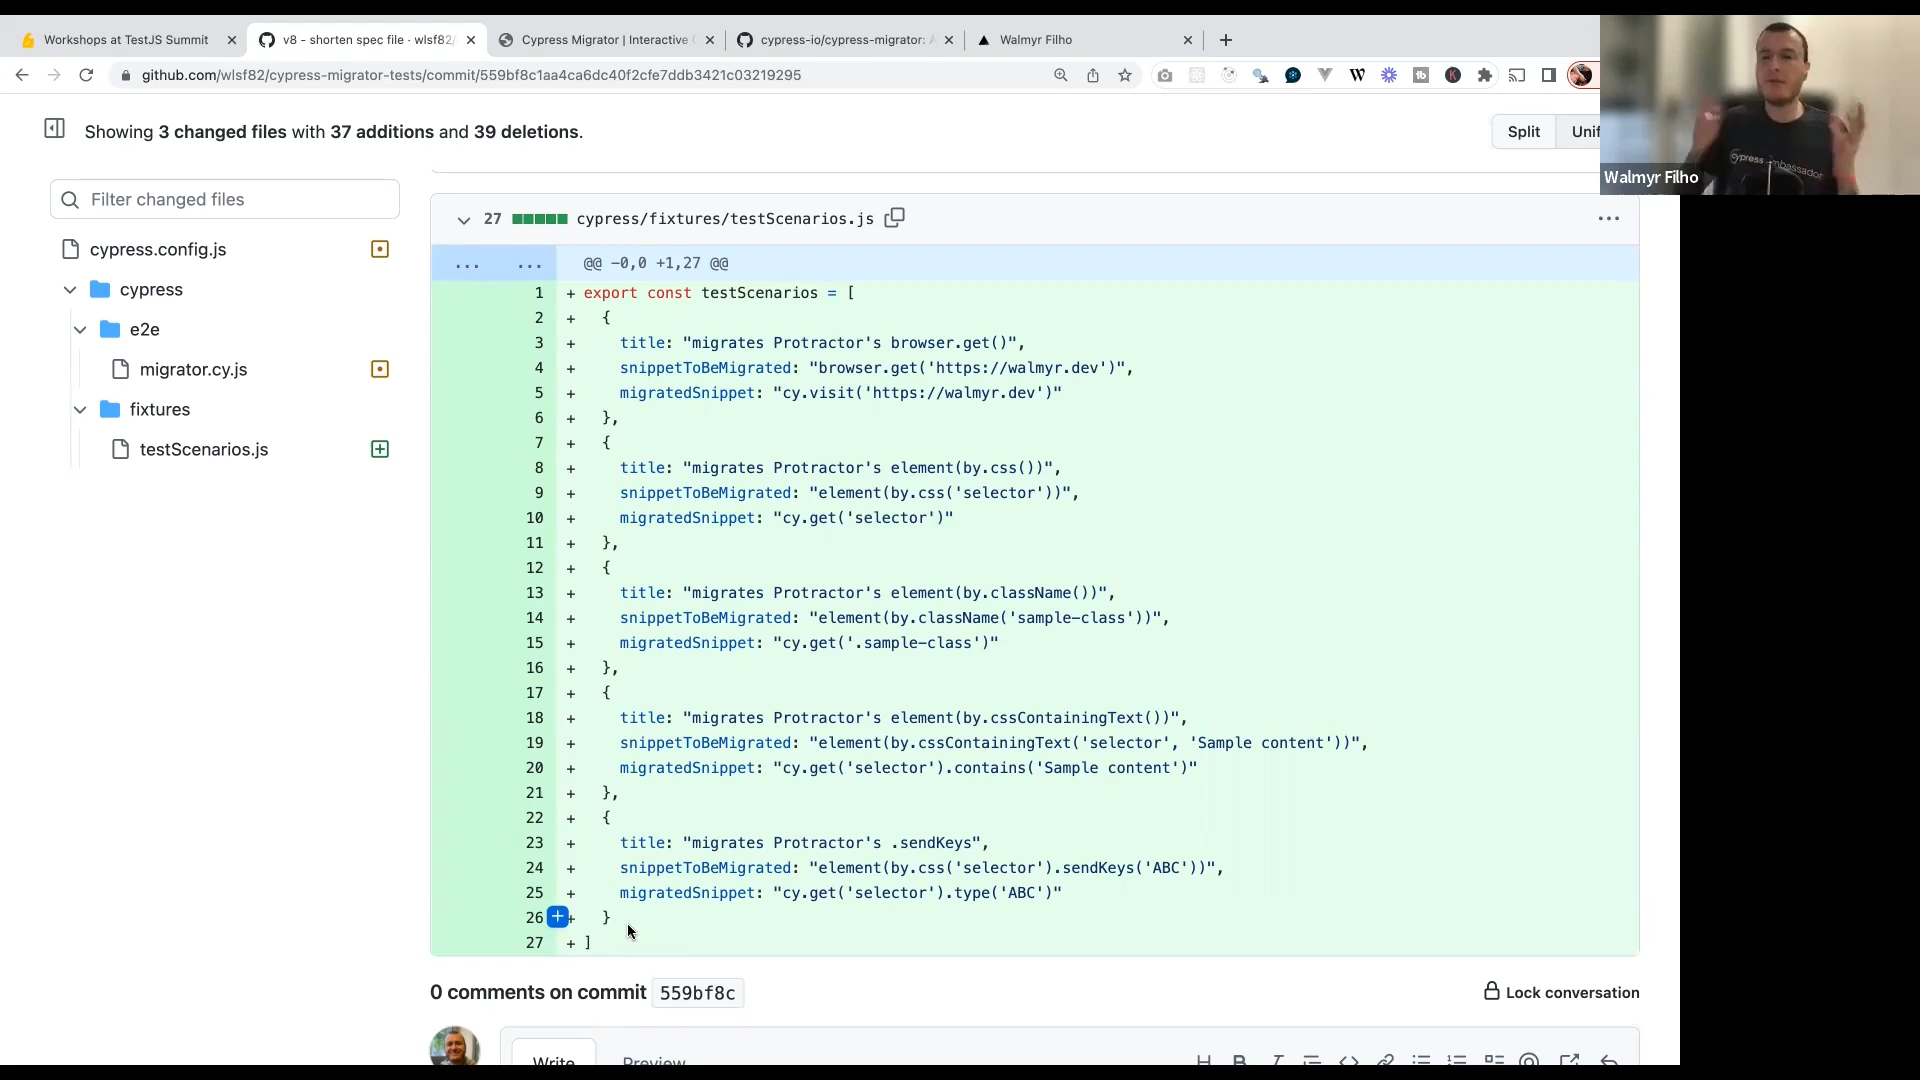 Workshops at TestJS Summit
v8 - shorten spec file · wlsf82/
Cypress Migrator | Interactive
cypress-io/cypress-migrator:
Walmyr Filho
github.com/wlsf82/cypress-migrator-tests/commit/559bf8c1aa4ca6dc40f2cfe7ddb3421c03219295
Showing 3 changed files with 37 additions and 39 deletions.
Split
Unif
Walmyr Filho
Filter changed files
cypress.config.js
cypress
e2e
migrator.cy.js
fixtures
testScenarios.js
27 cypress/fixtures/testScenarios.js
... ... @@ -0,0 +1,27 @@
1 + export const testScenarios = [
2 + {
3 + title: "migrates Protractor's browser.get()",
4 + snippetToBeMigrated: "browser.get('https://walmyr.dev')",
5 + migratedSnippet: "cy.visit('https://walmyr.dev')"
6 + },
7 + {
8 + title: "migrates Protractor's element(by.css())",
9 + snippetToBeMigrated: "element(by.css('selector'))",
10 + migratedSnippet: "cy.get('selector')"
11 + },
12 + {
13 + title: "migrates Protractor's element(by.className())",
14 + snippetToBeMigrated: "element(by.className('sample-class'))",
15 + migratedSnippet: "cy.get('.sample-class')"
16 + },
17 + {
18 + title: "migrates Protractor's element(by.cssContainingText())",
19 + snippetToBeMigrated: "element(by.cssContainingText('selector', 'Sample content'))",
20 + migratedSnippet: "cy.get('selector').contains('Sample content')"
21 + },
22 + {
23 + title: "migrates Protractor's .sendKeys",
24 + snippetToBeMigrated: "element(by.css('selector').sendKeys('ABC'))",
25 + migratedSnippet: "cy.get('selector').type('ABC')"
26 + }
27 + ]
0 comments on commit 559bf8c
Lock conversation
Write
Preview